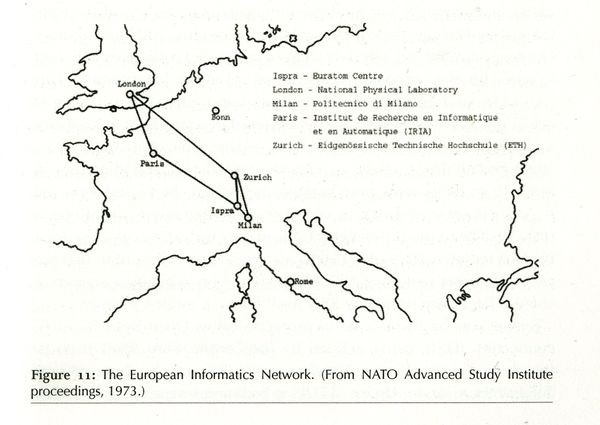 London
Ispra - Euratom Centre
London - National Physical Laboratory
Milan - Politecnico di Milano
Paris - Institut de Recherche en Informatique
et en Automatique (IRIA)
Zurich - Eidgenössische Technische Hochschule (ETH)
Bonn
Paris
Zurich
Ispra
Milan
Rome
Figure 11: The European Informatics Network. (From NATO Advanced Study Institute
proceedings, 1973.)